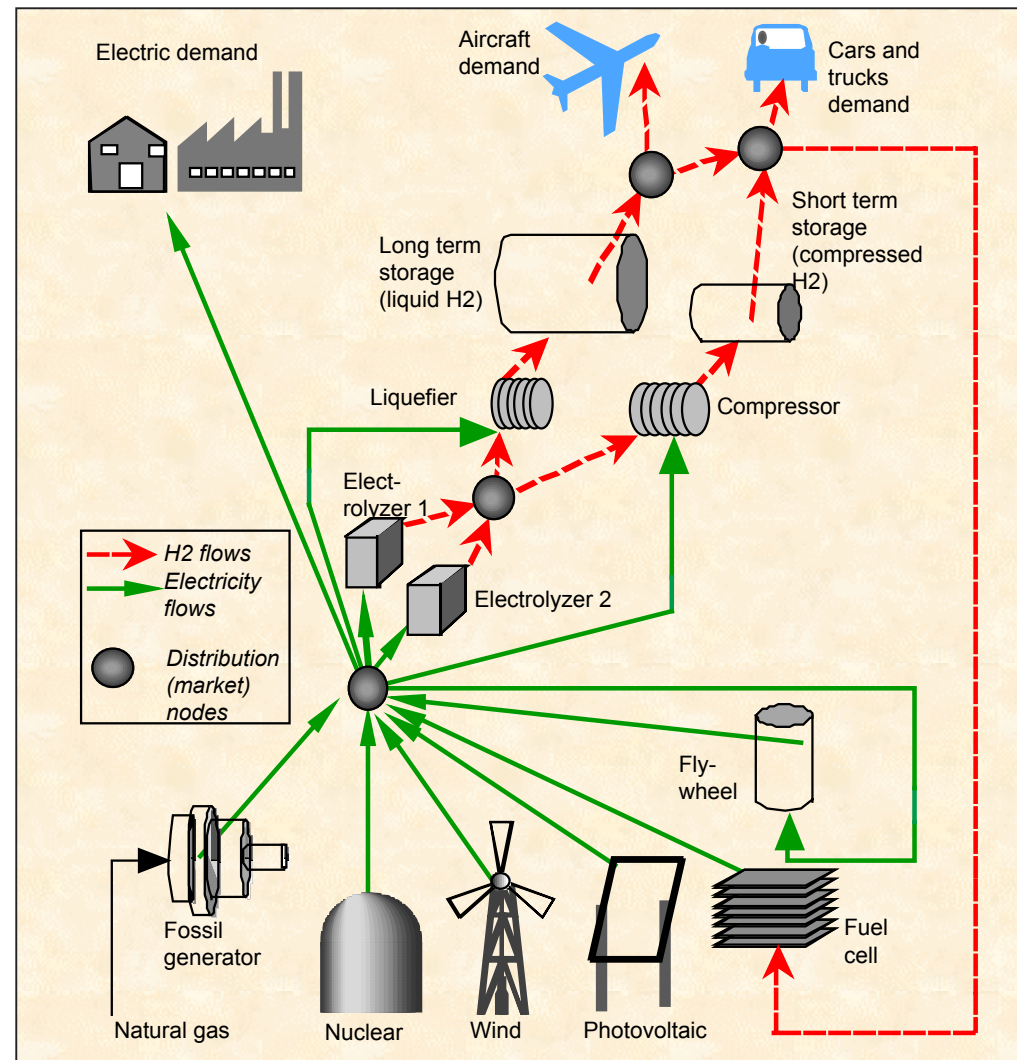 Electric demand
Aircraft
demand
Cars and
trucks
demand
Short term
storage
(compressed
H2)
Long term
storage
(liquid H2)
Liquefier
Compressor
Elect-
rolyzer 1
Electrolyzer 2
H2 flows
Electricity
flows
Distribution
(market)
nodes
Fly-
wheel
Fossil
generator
Fuel
cell
Natural gas
Nuclear
Wind
Photovoltaic